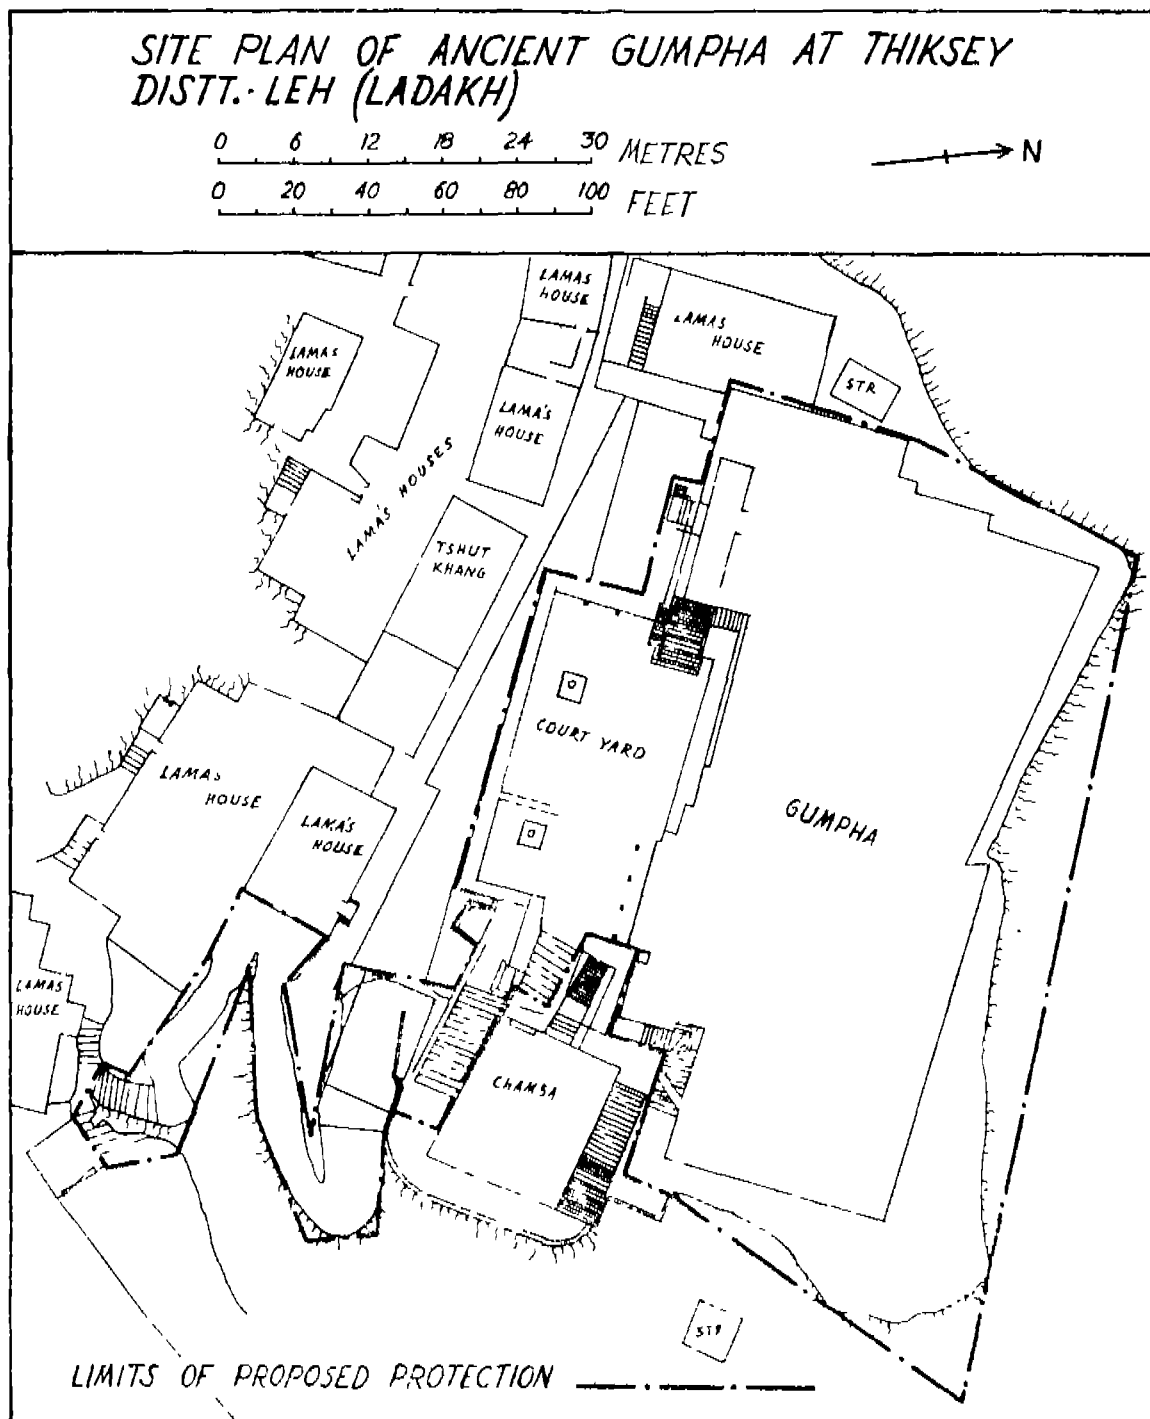 SITE PLAN OF ANCIENT GUMPHA AT THIKSEY
DISTT.· LEH (LADAKH)
0 6 12 18 24 30 METRES
0 20 40 60 80 100 FEET
N
LAMAS
HOUSE
LAMAS
HOUSE
LAMAS
HOUSE
STR
LAMA'S
HOUSE
LAMA'S HOUSES
TSHUT
KHANG
COURT YARD
LAMAS
HOUSE
LAMA'S
HOUSE
GUMPHA
LAMAS
HOUSE
CHAMBA
STR
LIMITS OF PROPOSED PROTECTION